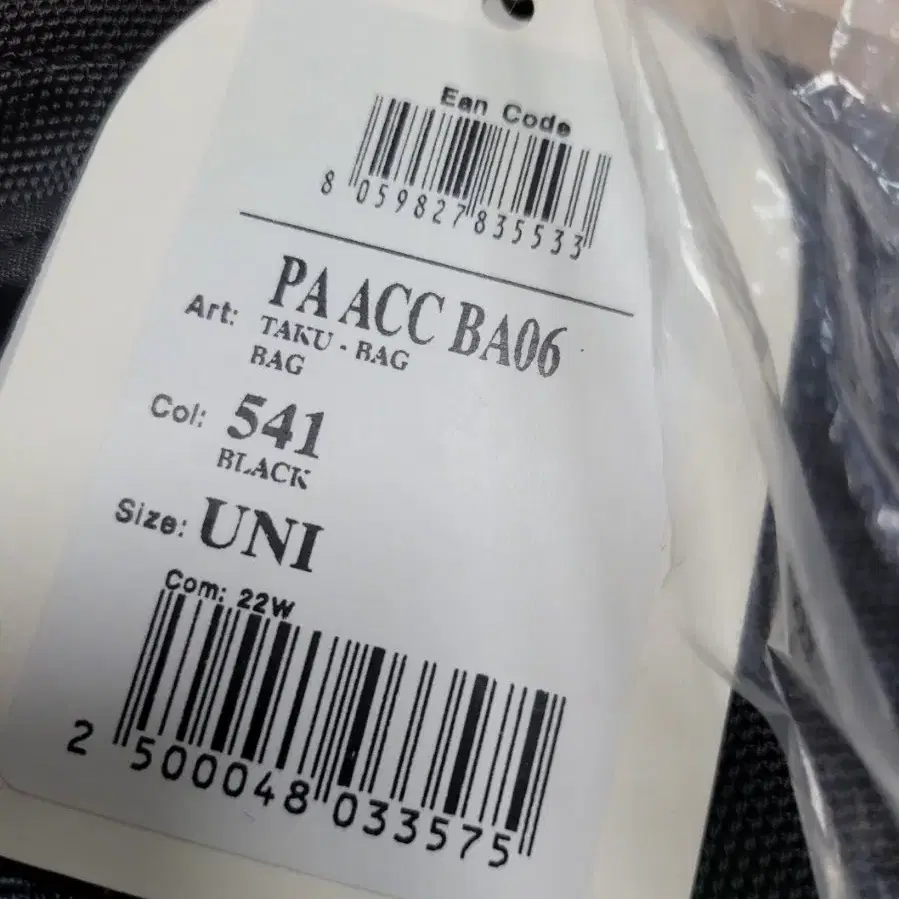 Ean Code
8 059827 835533
Art: PA ACC BA06
TAKU - BAG
BAG
Col: 541
BLACK
Size: UNI
Com: 22W
2 500048 033575